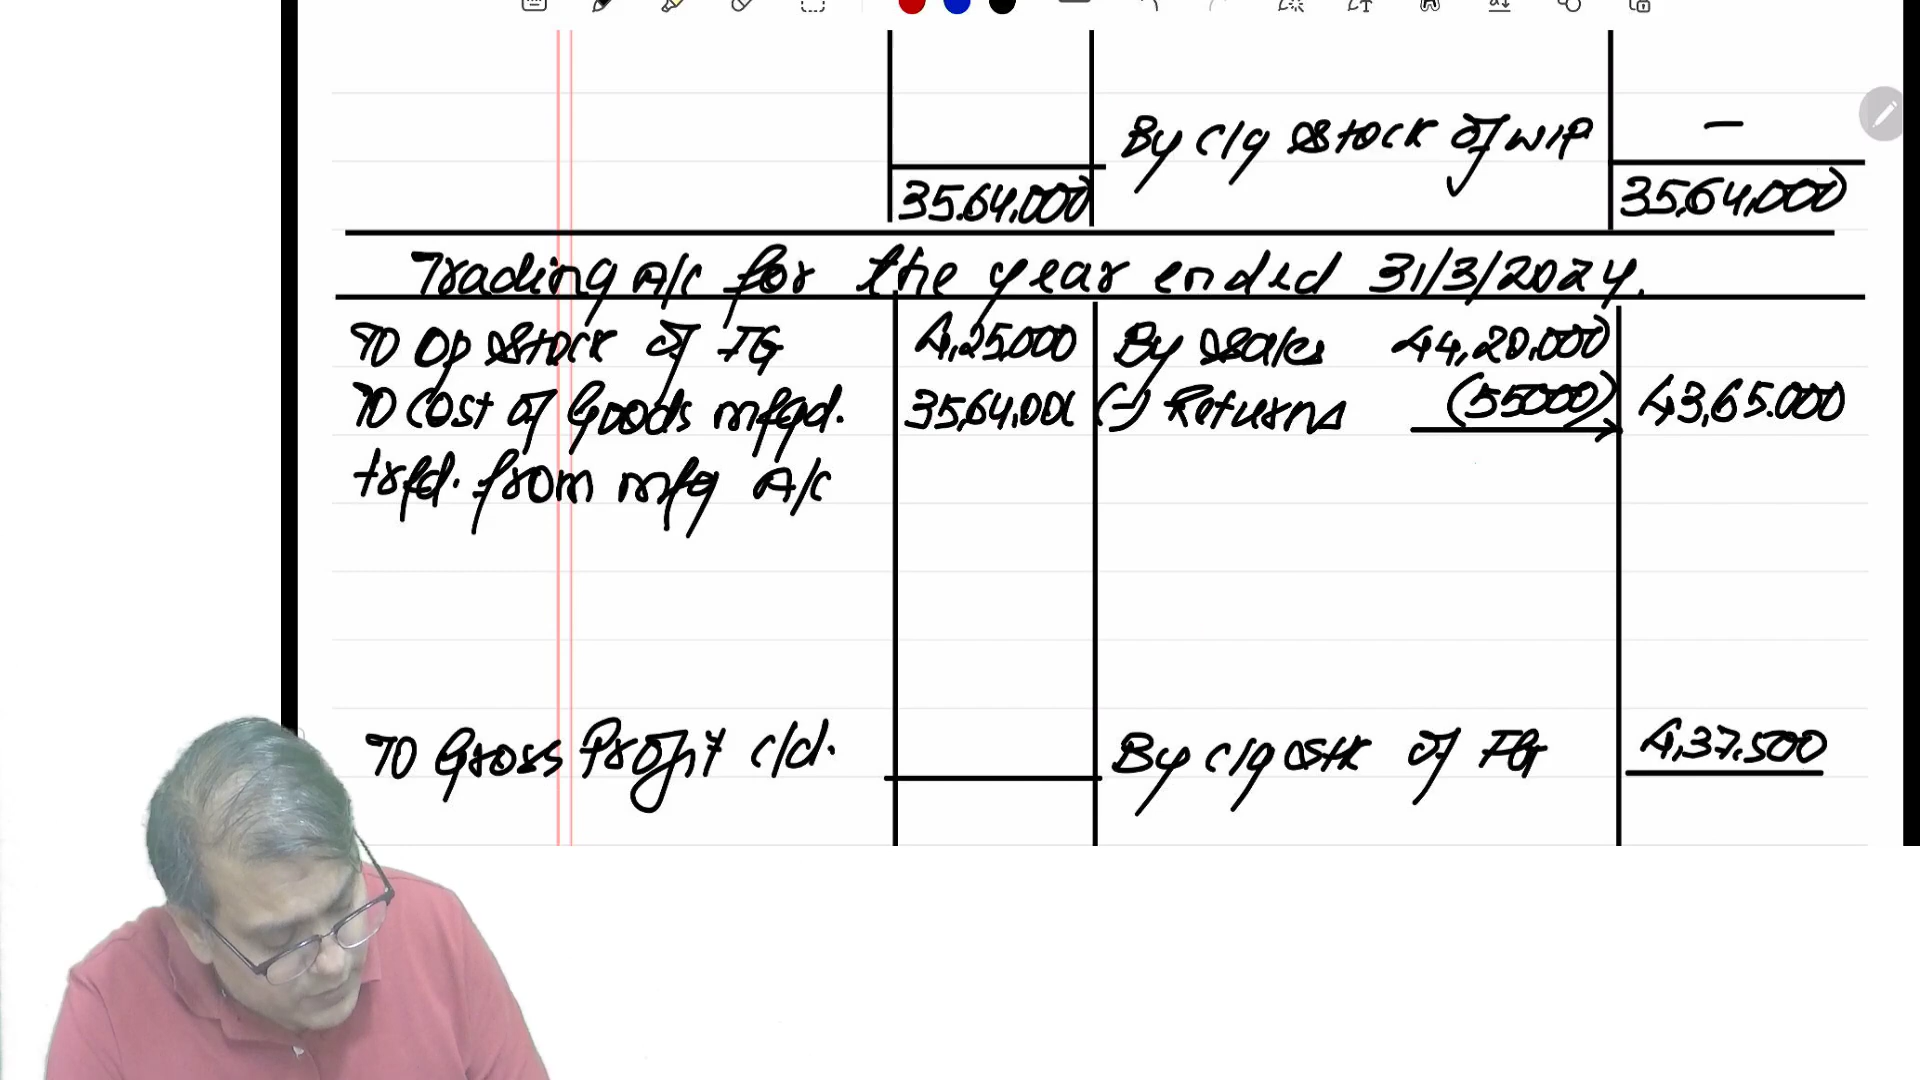 By C/g Stock of WIP –
35,64,000 35,64,000
Trading A/c for the year ended 31/3/2024.
To Op Stock of FG 4,25,000 By Sales 44,20,000
To Cost of Goods mfgd. 35,64,000 (-) Returns (55000) 43,65,000
trfd. from mfg A/c
To Gross Profit c/d. By C/g Stk of FG 4,37,500